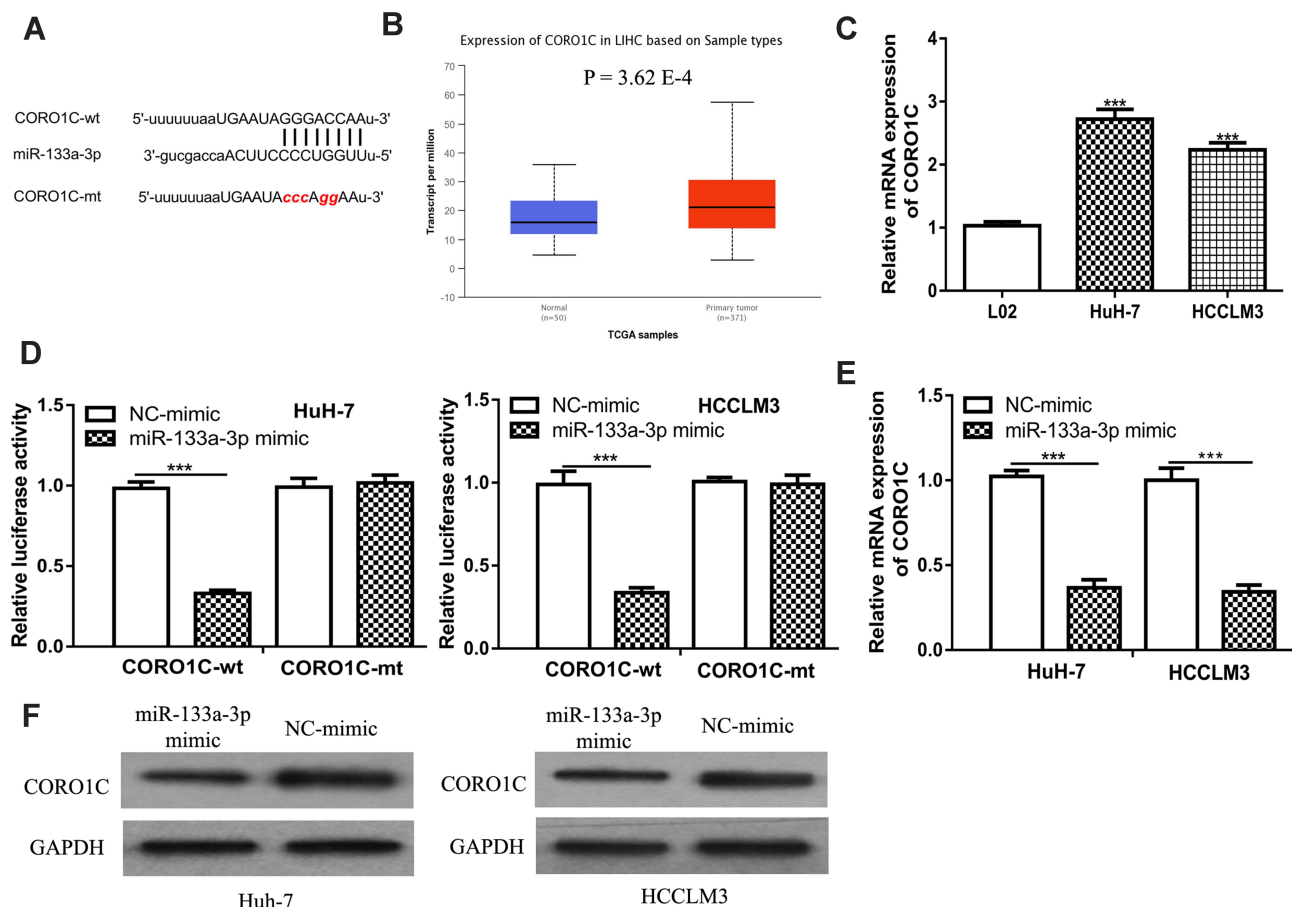 A
CORO1C-wt 5'-uuuuuuaaUGAAUAGGGACCAAu-3'
miR-133a-3p 3'-gucgaccaACUUCCCCUGGUUu-5'
CORO1C-mt 5'-uuuuuuaaUGAAUAcccAggAAu-3'
B
Expression of CORO1C in LIHC based on Sample types
P = 3.62 E-4
Transcript per million
70
60
50
40
30
20
10
0
-10
Normal
(n=50)
Primary tumor
(n=371)
TCGA samples
C
Relative mRNA expression
of CORO1C
4
3
2
1
0
***
***
L02 HuH-7 HCCLM3
D
Relative luciferase activity
1.5
1.0
0.5
0.0
NC-mimic
miR-133a-3p mimic
HuH-7
***
CORO1C-wt CORO1C-mt
Relative luciferase activity
1.5
1.0
0.5
0.0
NC-mimic
miR-133a-3p mimic
HCCLM3
***
CORO1C-wt CORO1C-mt
E
Relative mRNA expression
of CORO1C
1.5
1.0
0.5
0.0
NC-mimic
miR-133a-3p mimic
*** ***
HuH-7 HCCLM3
F
miR-133a-3p
mimic
NC-mimic
CORO1C
GAPDH
Huh-7
miR-133a-3p
mimic
NC-mimic
CORO1C
GAPDH
HCCLM3